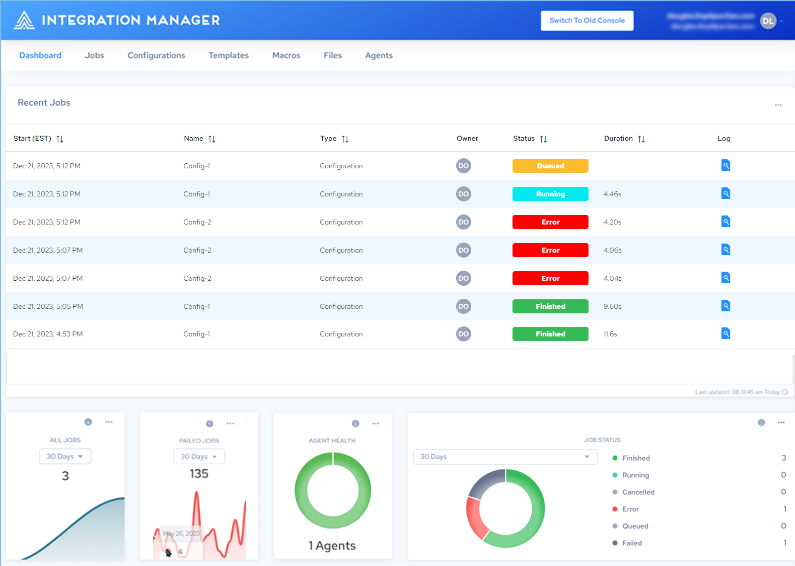 INTEGRATION MANAGER Switch To Old Console DL
Dashboard Jobs Configurations Templates Macros Files Agents
Recent Jobs
Start (EST) Name Type Owner Status Duration Log
Dec 21, 2023, 5:12 PM Config-1 Configuration DO Queued
Dec 21, 2023, 5:12 PM Config-1 Configuration DO Running 4.46s
Dec 21, 2023, 5:12 PM Config-2 Configuration DO Error 4.20s
Dec 21, 2023, 5:07 PM Config-2 Configuration DO Error 4.06s
Dec 21, 2023, 5:07 PM Config-2 Configuration DO Error 4.04s
Dec 21, 2023, 5:05 PM Config-1 Configuration DO Finished 9.60s
Dec 21, 2023, 4:53 PM Config-1 Configuration DO Finished 11.6s
Last updated: 08:31:45 am Today
ALL JOBS
30 Days
3
FAILED JOBS
30 Days
135
May 26, 2023
6
AGENT HEALTH
1 Agents
JOB STATUS
30 Days
Finished 3
Running 0
Cancelled 0
Error 1
Queued 0
Failed 1